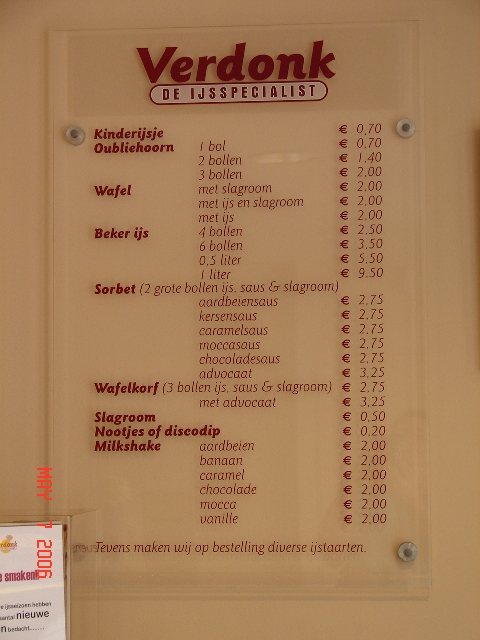 Verdonk
DE IJSSPECIALIST
Kinderijsje € 0,70
Oubliehoorn 1 bol € 0,70
2 bollen € 1,40
3 bollen € 2,00
Wafel met slagroom € 2,00
met ijs en slagroom € 2,00
met ijs € 2,00
Beker ijs 4 bollen € 2,50
6 bollen € 3,50
0,5 liter € 5,50
1 liter € 9,50
Sorbet (2 grote bollen ijs, saus & slagroom)
aardbeiensaus € 2,75
kersensaus € 2,75
caramelsaus € 2,75
moccasaus € 2,75
chocoladesaus € 2,75
advocaat € 3,25
Wafelkorf (3 bollen ijs, saus & slagroom) € 2,75
met advocaat € 3,25
Slagroom € 0,50
Nootjes of discodip € 0,20
Milkshake aardbeien € 2,00
banaan € 2,00
caramel € 2,00
chocolade € 2,00
mocca € 2,00
vanille € 2,00
Tevens maken wij op bestelling diverse ijstaarten.
MAY 7 2006
erdonk
e smaken!
e ijsseizoen hebben
antal nieuwe
n bedacht......